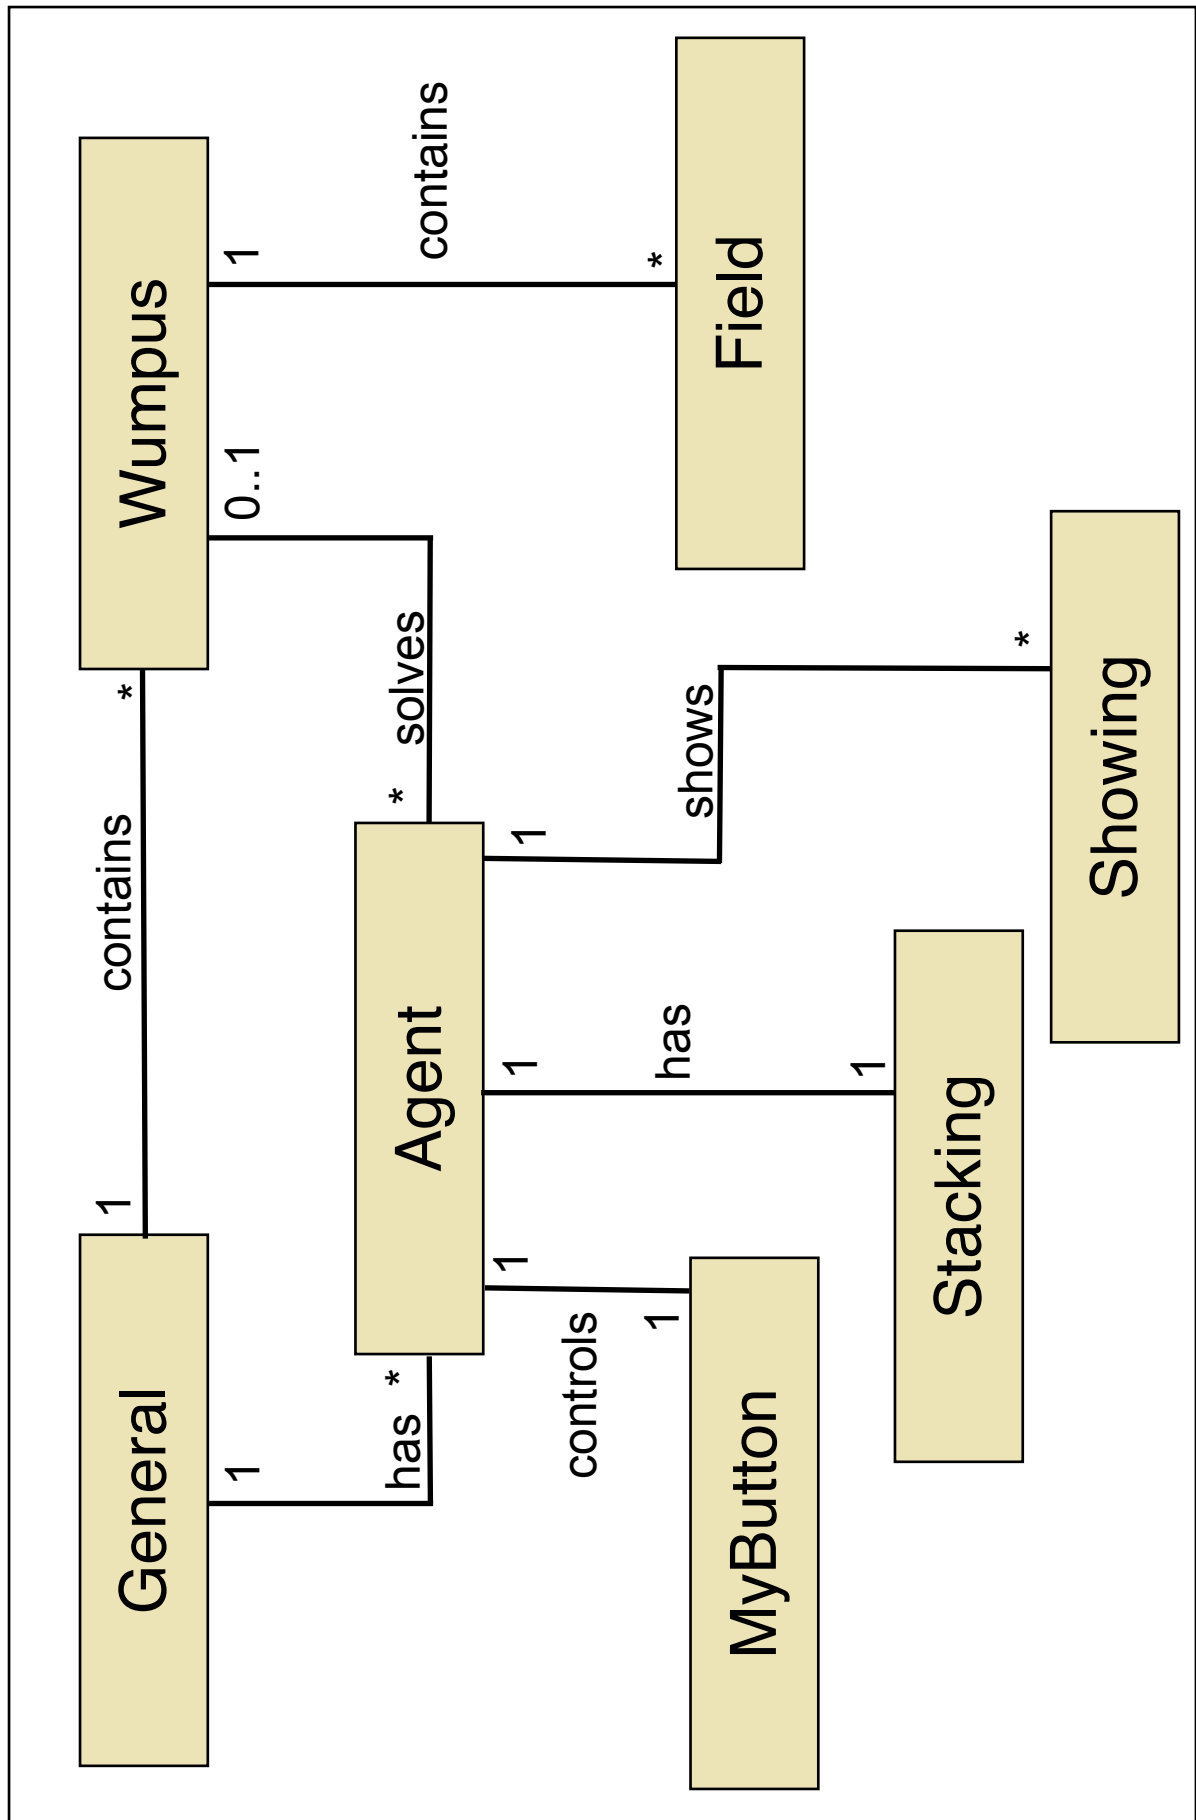 General
1
contains
*
Wumpus
1
0..1
1
has
*
Agent
*
solves
contains
1
1
1
controls
1
has
shows
*
MyButton
Field
1
Stacking
*
Showing